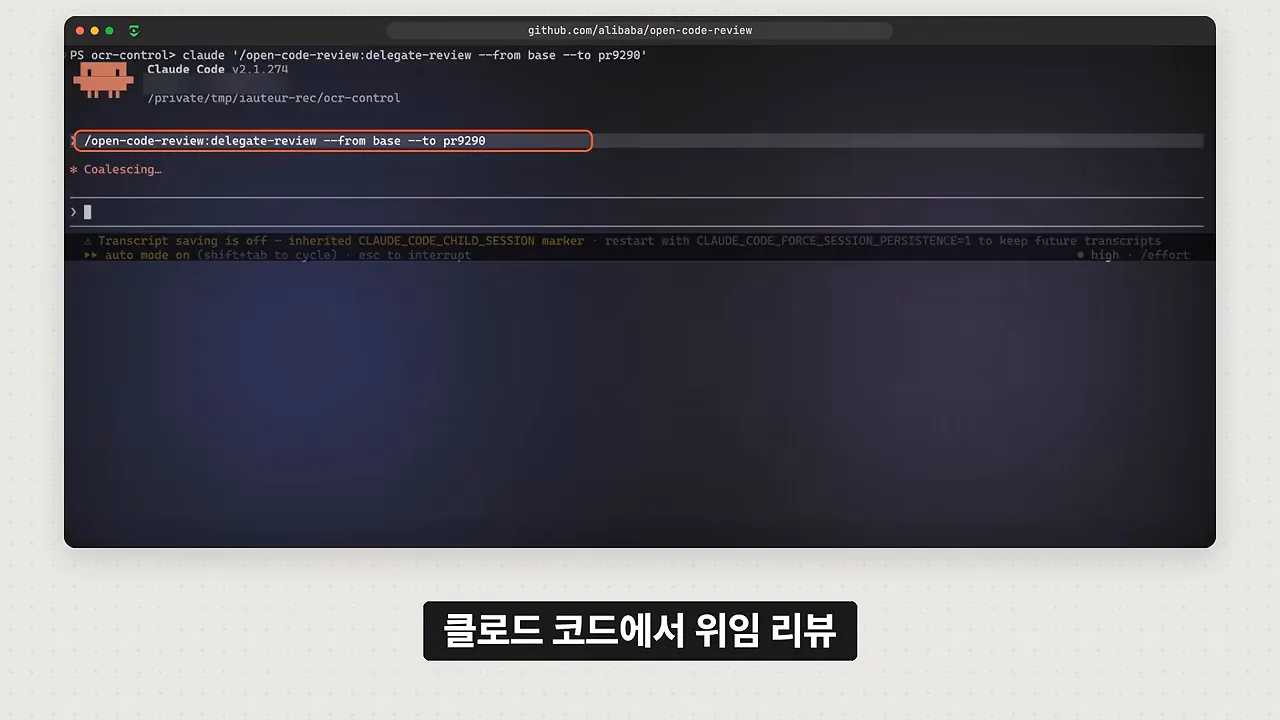 github.com/alibaba/open-code-review
PS ocr-control> claude '/open-code-review:delegate-review --from base --to pr9290'
Claude Code v2.1.274
/private/tmp/iauteur-rec/ocr-control
❯ /open-code-review:delegate-review --from base --to pr9290
✻ Coalescing…
❯
⚠ Transcript saving is off - inherited CLAUDE_CODE_CHILD_SESSION marker · restart with CLAUDE_CODE_FORCE_SESSION_PERSISTENCE=1 to keep future transcripts
⏵⏵ auto mode on (shift+tab to cycle) · esc to interrupt ● high · /effort
클로드 코드에서 위임 리뷰